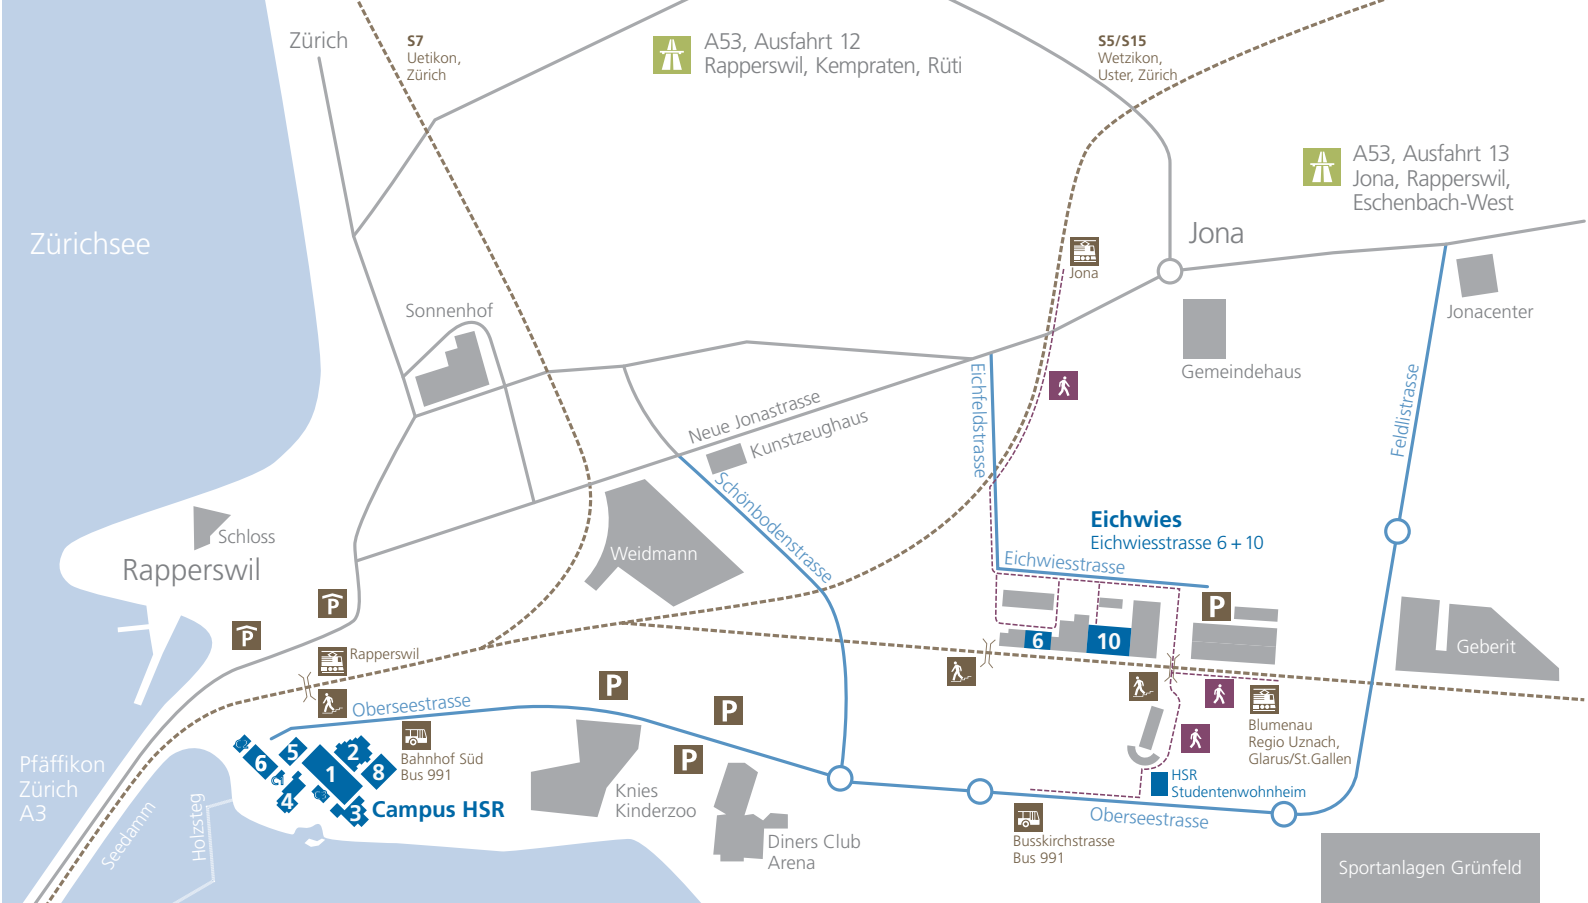 Zürich
S7
Uetikon,
Zürich
A53, Ausfahrt 12
Rapperswil, Kempraten, Rüti
S5/S15
Wetzikon,
Uster, Zürich
A53, Ausfahrt 13
Jona, Rapperswil,
Eschenbach-West
Zürichsee
Jona
Jona
Sonnenhof
Jonacenter
Gemeindehaus
Eichfeldstrasse
Feldlistrasse
Neue Jonastrasse
Kunstzeughaus
Schönbodenstrasse
Schloss
Rapperswil
Weidmann
Eichwies
Eichwiesstrasse 6+10
Eichwiesstrasse
P
P
P
6
10
Geberit
Rapperswil
P
P
P
Oberseestrasse
Bahnhof Süd
Bus 991
Blumenau
Regio Uznach,
Glarus/St.Gallen
6
5
2
1
8
4
3
Campus HSR
Pfäffikon
Zürich
A3
Seedamm
Holzsteg
Knies
Kinderzoo
Diners Club
Arena
HSR
Studentenwohnheim
Oberseestrasse
Busskirchstrasse
Bus 991
Sportanlagen Grünfeld